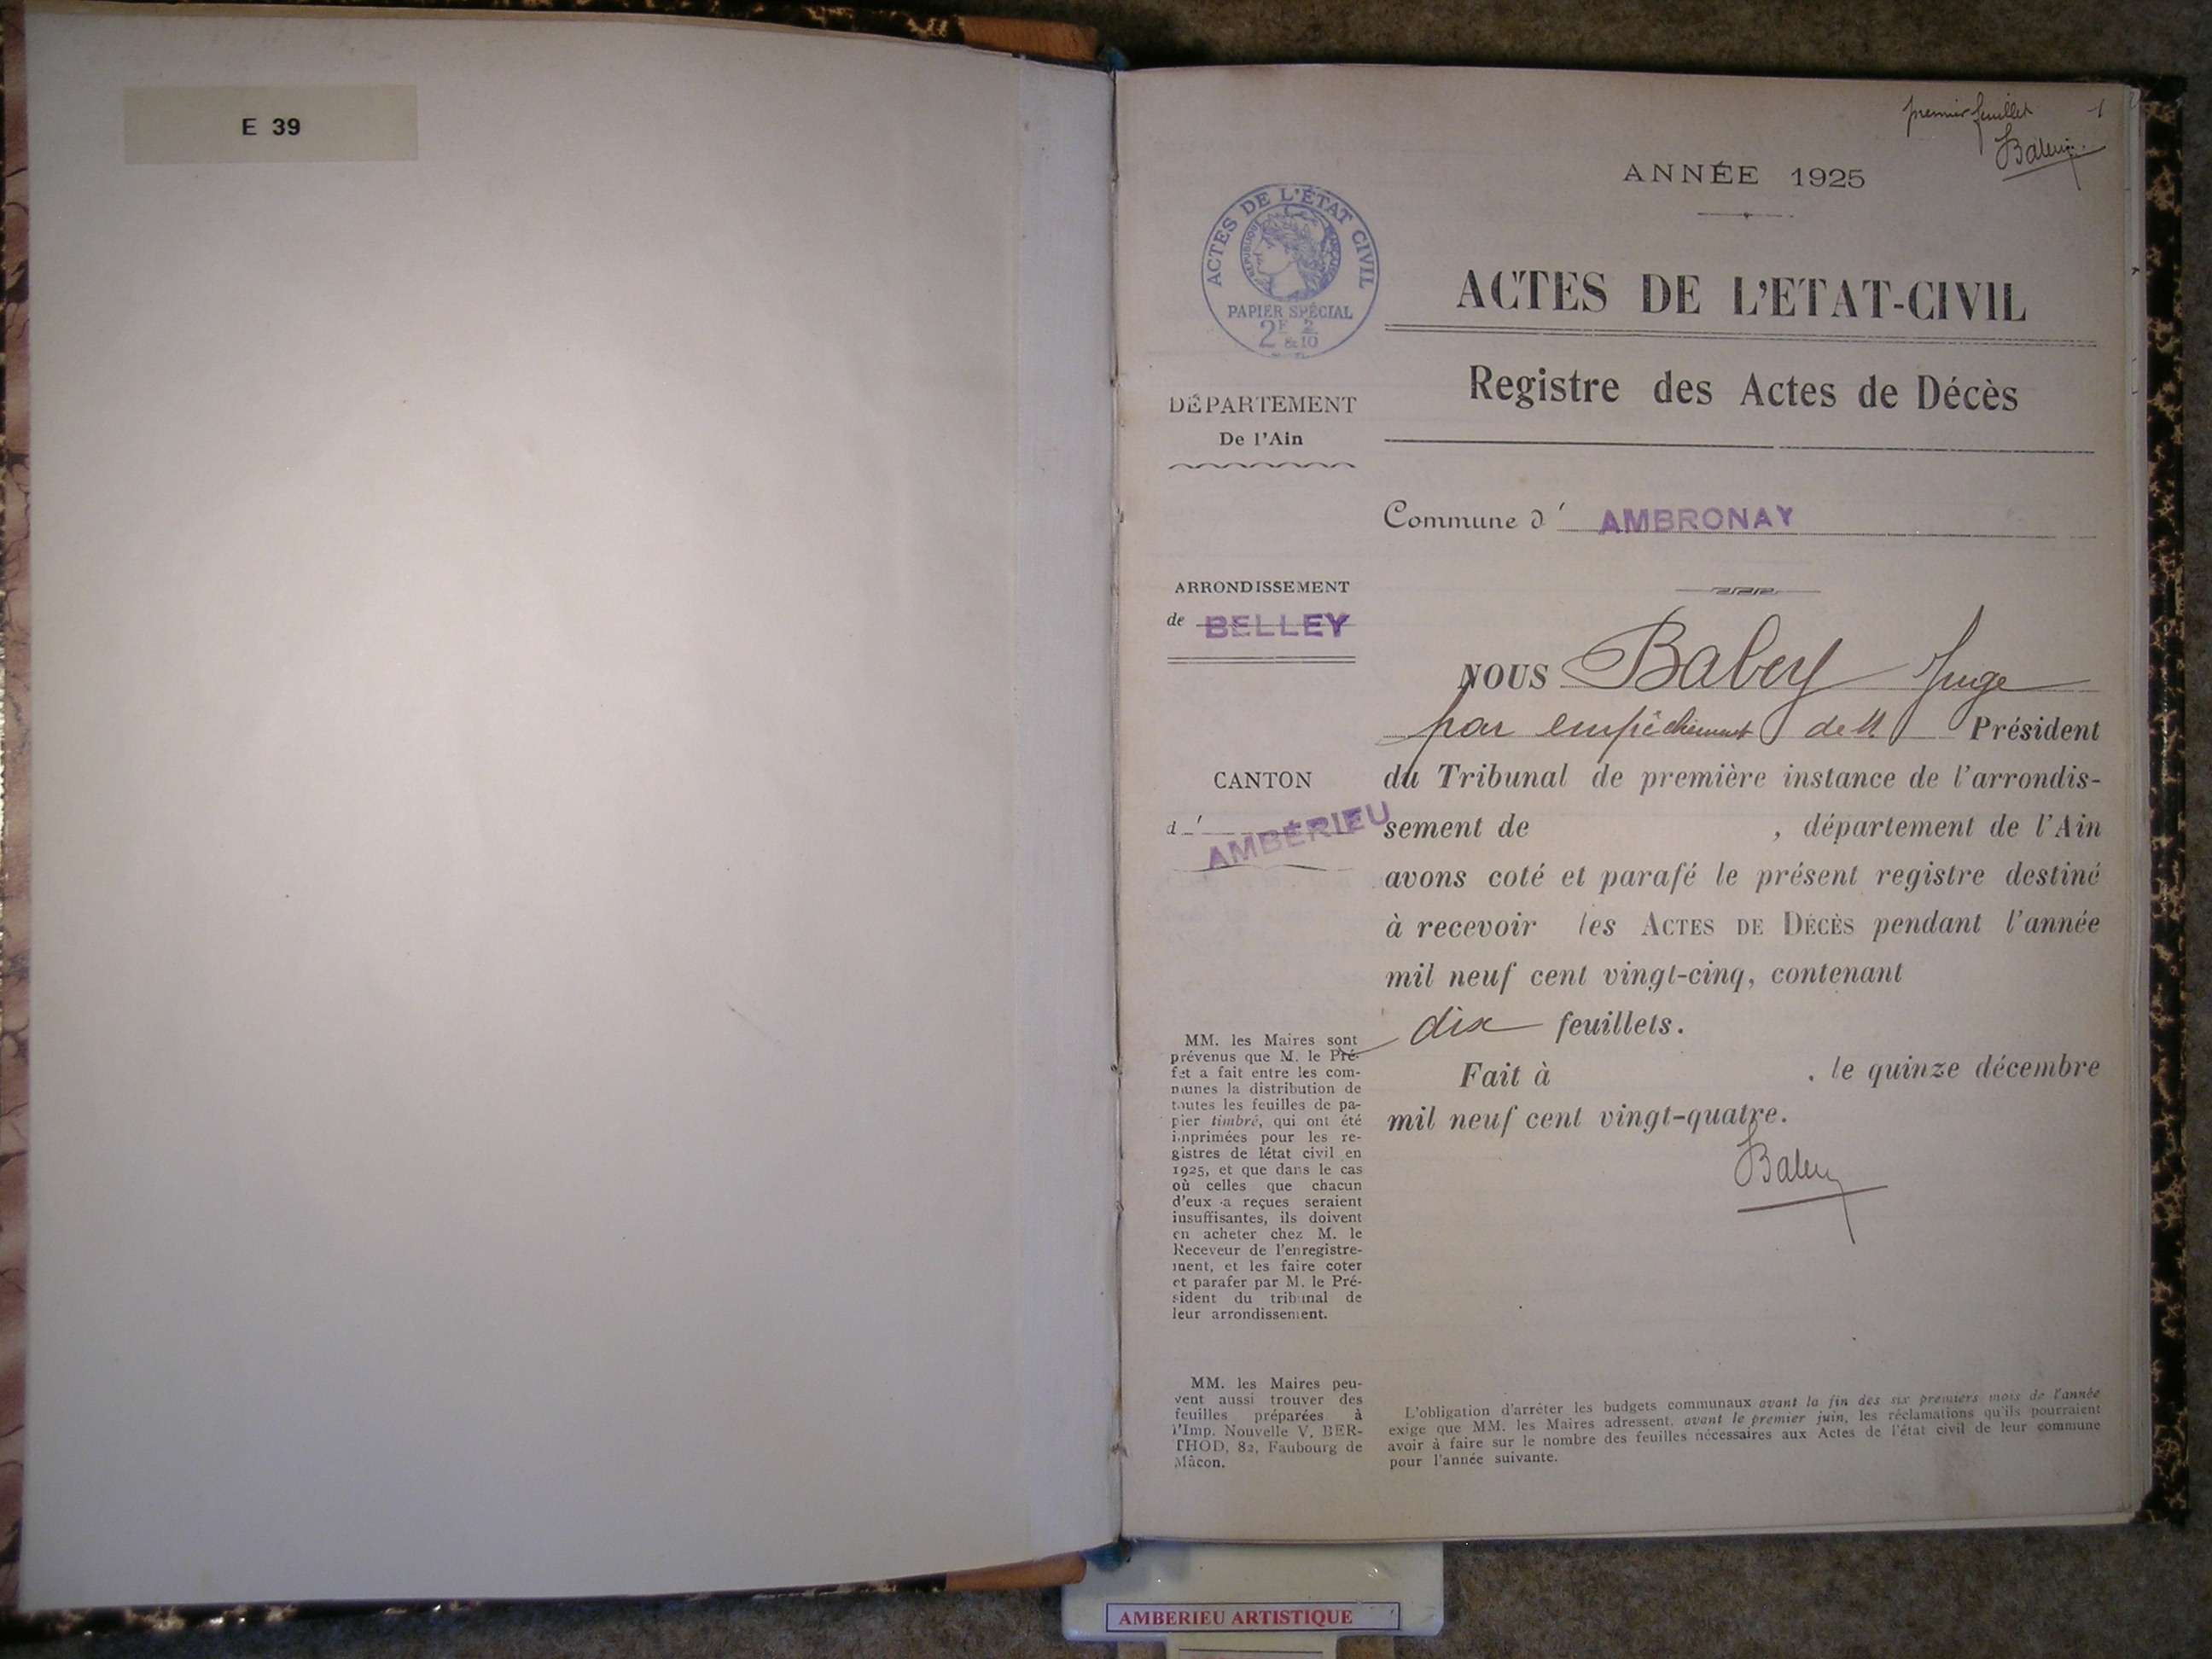 E 39
premier feuillet 1
ANNÉE 1925
ACTES DE L'ÉTAT CIVIL
RÉPUBLIQUE FRANÇAISE
PAPIER SPÉCIAL
2F 2
& 10
ACTES DE L'ETAT-CIVIL
Registre des Actes de Décès
DÉPARTEMENT
De l'Ain
Commune d' AMBRONAY
ARRONDISSEMENT
de BELLEY
CANTON
d' AMBÉRIEU
NOUS Babey Juge
par empêchement de M. Président
du Tribunal de première instance de l'arrondis-
sement de , département de l'Ain
avons coté et parafé le présent registre destiné
à recevoir les ACTES DE DÉCÈS pendant l'année
mil neuf cent vingt-cinq, contenant
dix feuillets.
Fait à , le quinze décembre
mil neuf cent vingt-quatre.
MM. les Maires sont
prévenus que M. le Pré-
fet a fait entre les com-
munes la distribution de
toutes les feuilles de pa-
pier timbré, qui ont été
imprimées pour les re-
gistres de létat civil en
1925, et que dans le cas
où celles que chacun
d'eux a reçues seraient
insuffisantes, ils doivent
en acheter chez M. le
Receveur de l'enregistre-
ment, et les faire coter
et parafer par M. le Pré-
sident du tribunal de
leur arrondissement.
MM. les Maires peu-
vent aussi trouver des
feuilles préparées à
l'Imp. Nouvelle V. BER-
THOD, 82, Faubourg de
Mâcon.
L'obligation d'arrêter les budgets communaux avant la fin des six premiers mois de l'année
exige que MM. les Maires adressent, avant le premier juin, les réclamations qu'ils pourraient
avoir à faire sur le nombre des feuilles nécessaires aux Actes de l'état civil de leur commune
pour l'année suivante.
AMBERIEU ARTISTIQUE